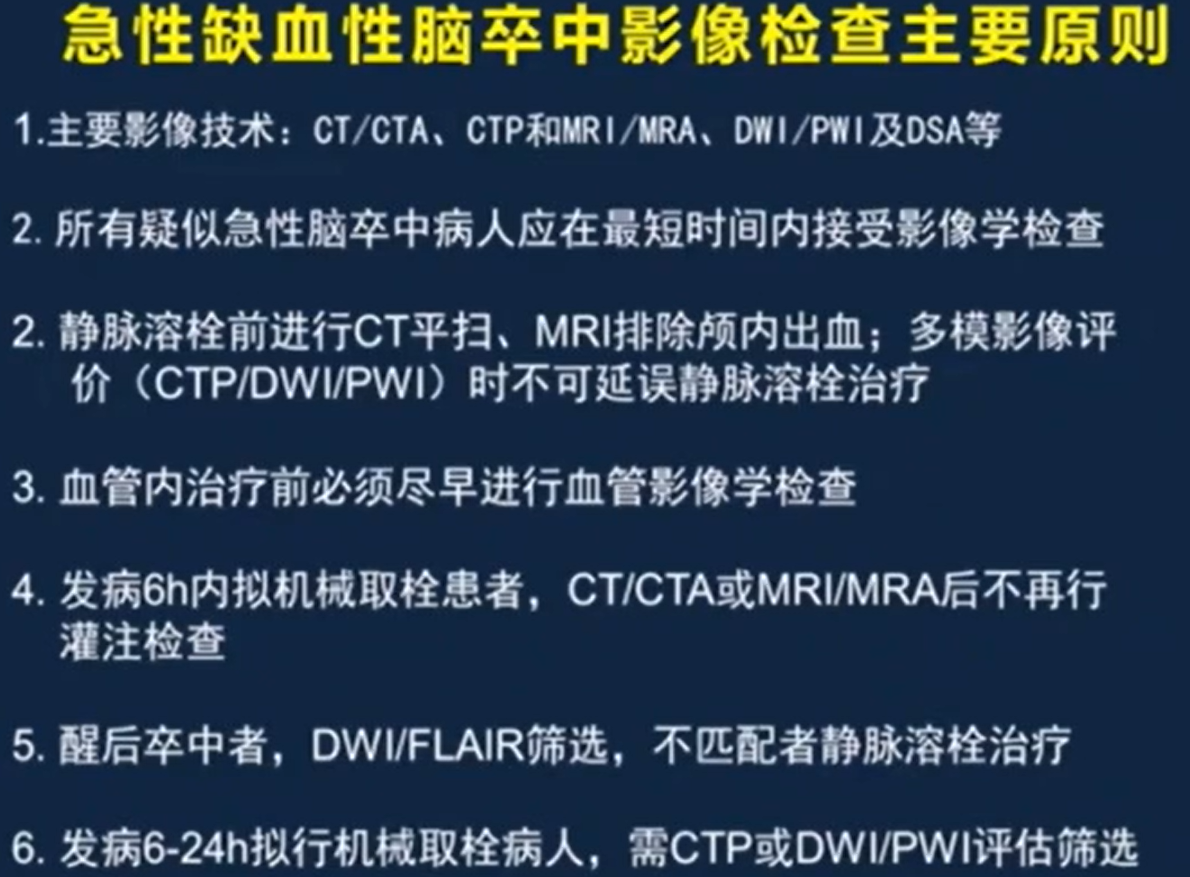 急性缺血性脑卒中影像检查主要原则
1.主要影像技术：CT/CTA、CTP和MRI/MRA、DWI/PWI及DSA等
2. 所有疑似急性脑卒中病人应在最短时间内接受影像学检查
2. 静脉溶栓前进行CT平扫、MRI排除颅内出血；多模影像评
价（CTP/DWI/PWI）时不可延误静脉溶栓治疗
3. 血管内治疗前必须尽早进行血管影像学检查
4. 发病6h内拟机械取栓患者，CT/CTA或MRI/MRA后不再行
灌注检查
5. 醒后卒中者，DWI/FLAIR筛选，不匹配者静脉溶栓治疗
6. 发病6-24h拟行机械取栓病人，需CTP或DWI/PWI评估筛选